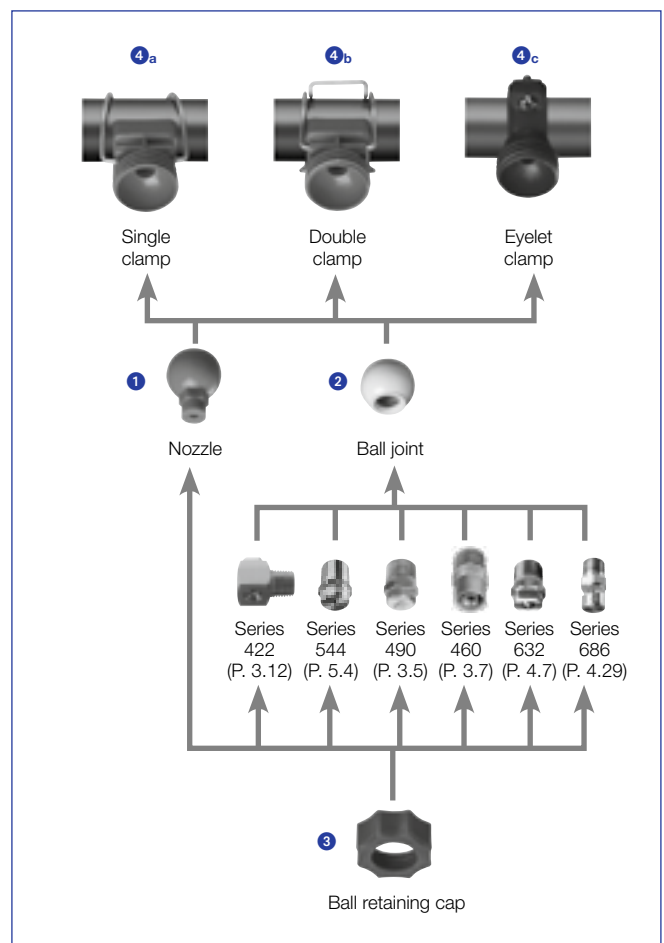 4a 4b 4c
Single clamp
Double clamp
Eyelet clamp
1 2
Nozzle Ball joint
Series 422 (P. 3.12)
Series 544 (P. 5.4)
Series 490 (P. 3.5)
Series 460 (P. 3.7)
Series 632 (P. 4.7)
Series 686 (P. 4.29)
3
Ball retaining cap